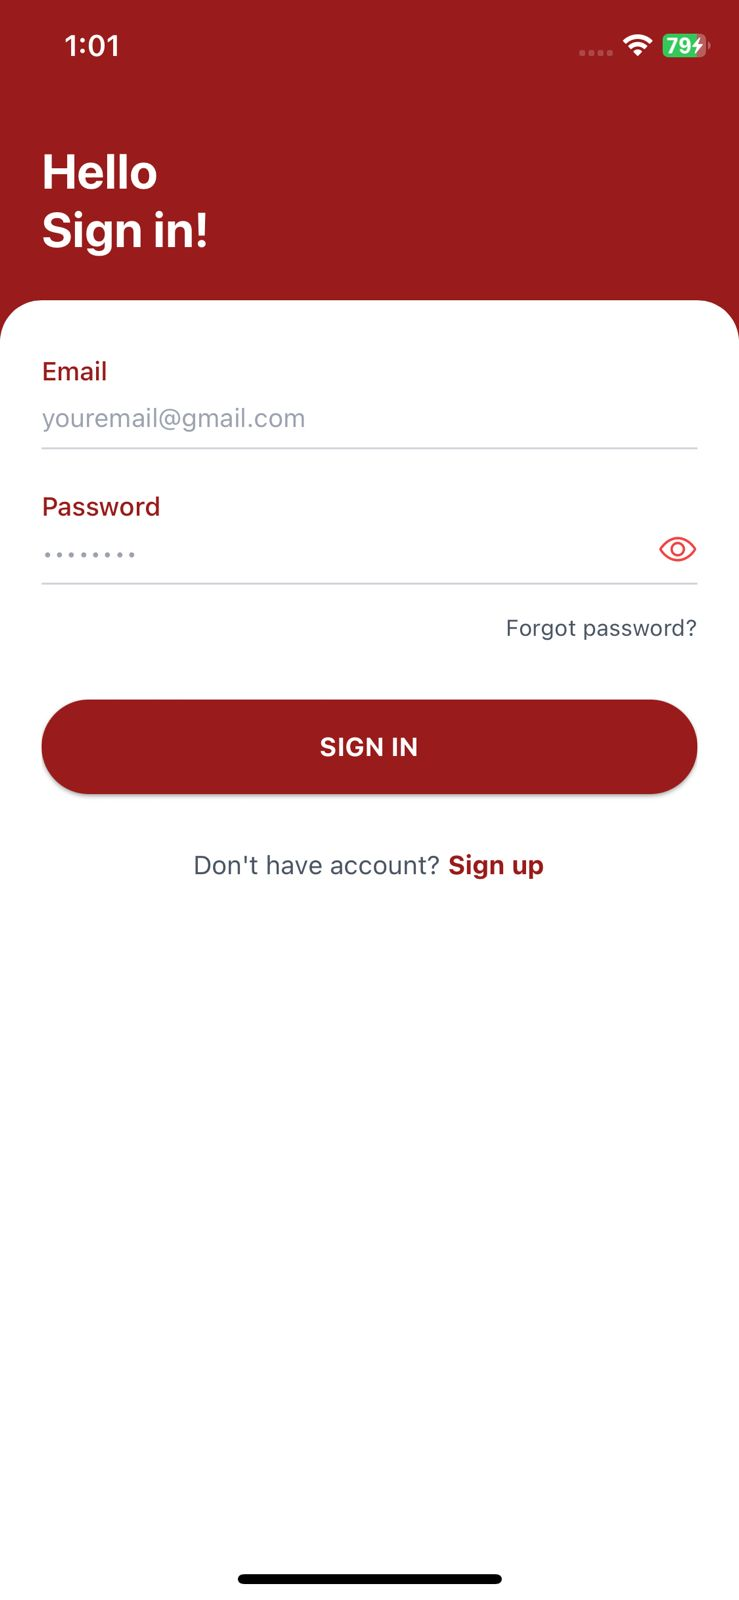 1:01
79
Hello
Sign in!
Email
youremail@gmail.com
Password
••••••••
Forgot password?
SIGN IN
Don't have account? Sign up